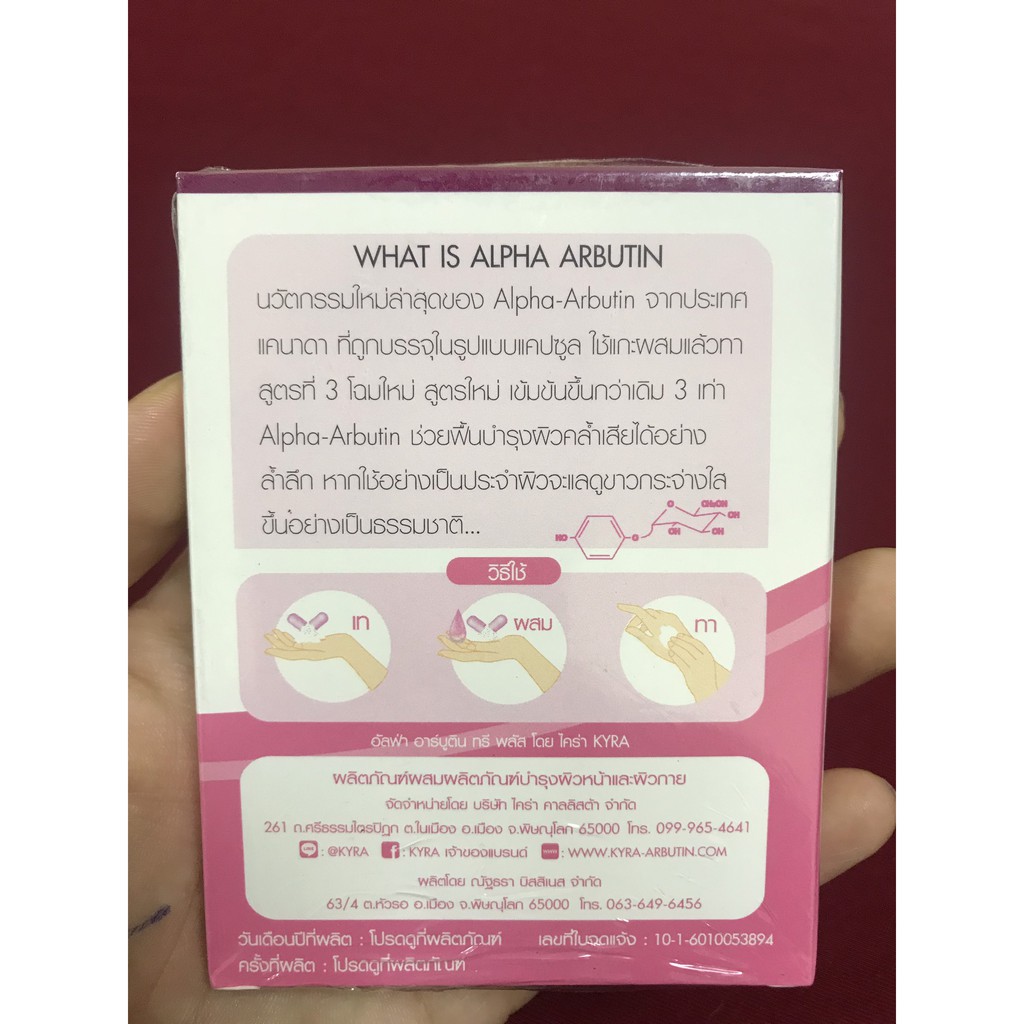 WHAT IS ALPHA ARBUTIN
นวัตกรรมใหม่ล่าสุดของ Alpha-Arbutin จากประเทศ
แคนาดา ที่ถูกบรรจุในรูปแบบแคปซูล ใช้แกะผสมแล้วทา
สูตรที่ 3 โฉมใหม่ สูตรใหม่ เข้มข้นขึ้นกว่าเดิม 3 เท่า
Alpha-Arbutin ช่วยฟื้นบำรุงผิวคล้ำเสียได้อย่าง
ล้ำลึก หากใช้อย่างเป็นประจำผิวจะแลดูขาวกระจ่างใส
ขึ้นอย่างเป็นธรรมชาติ...
HO O O CH₂OH OH OH OH
วิธีใช้
เท ผสม ทา
อัลฟ่า อาร์บูติน ทรี พลัส โดย ไคร่า KYRA
ผลิตภัณฑ์ผสมผลิตภัณฑ์บำรุงผิวหน้าและผิวกาย
จัดจำหน่ายโดย บริษัท ไคร่า คาลลิสต้า จำกัด
261 ถ.ศรีธรรมไตรปิฎก ต.ในเมือง อ.เมือง จ.พิษณุโลก 65000 โทร. 099-965-4641
: @KYRA : KYRA เจ้าของแบรนด์ : WWW.KYRA-ARBUTIN.COM
ผลิตโดย ณัฐธรา บิสสิเนส จำกัด
63/4 ต.หัวรอ อ.เมือง จ.พิษณุโลก 65000 โทร. 063-649-6456
วันเดือนปีที่ผลิต : โปรดดูที่ผลิตภัณฑ์ เลขที่ใบจดแจ้ง : 10-1-6010053894
ครั้งที่ผลิต : โปรดดูที่ผลิตภัณฑ์